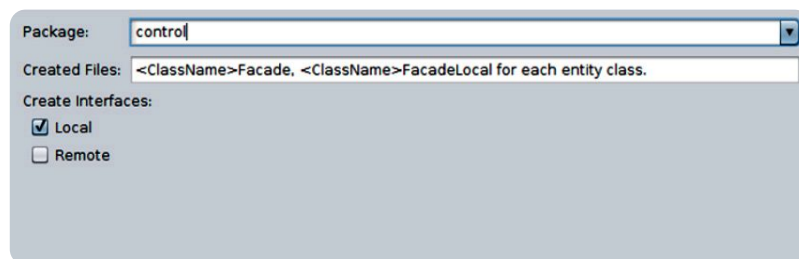 Package: control
Created Files: <ClassName>Facade, <ClassName>FacadeLocal for each entity class.
Create Interfaces:
Local
Remote